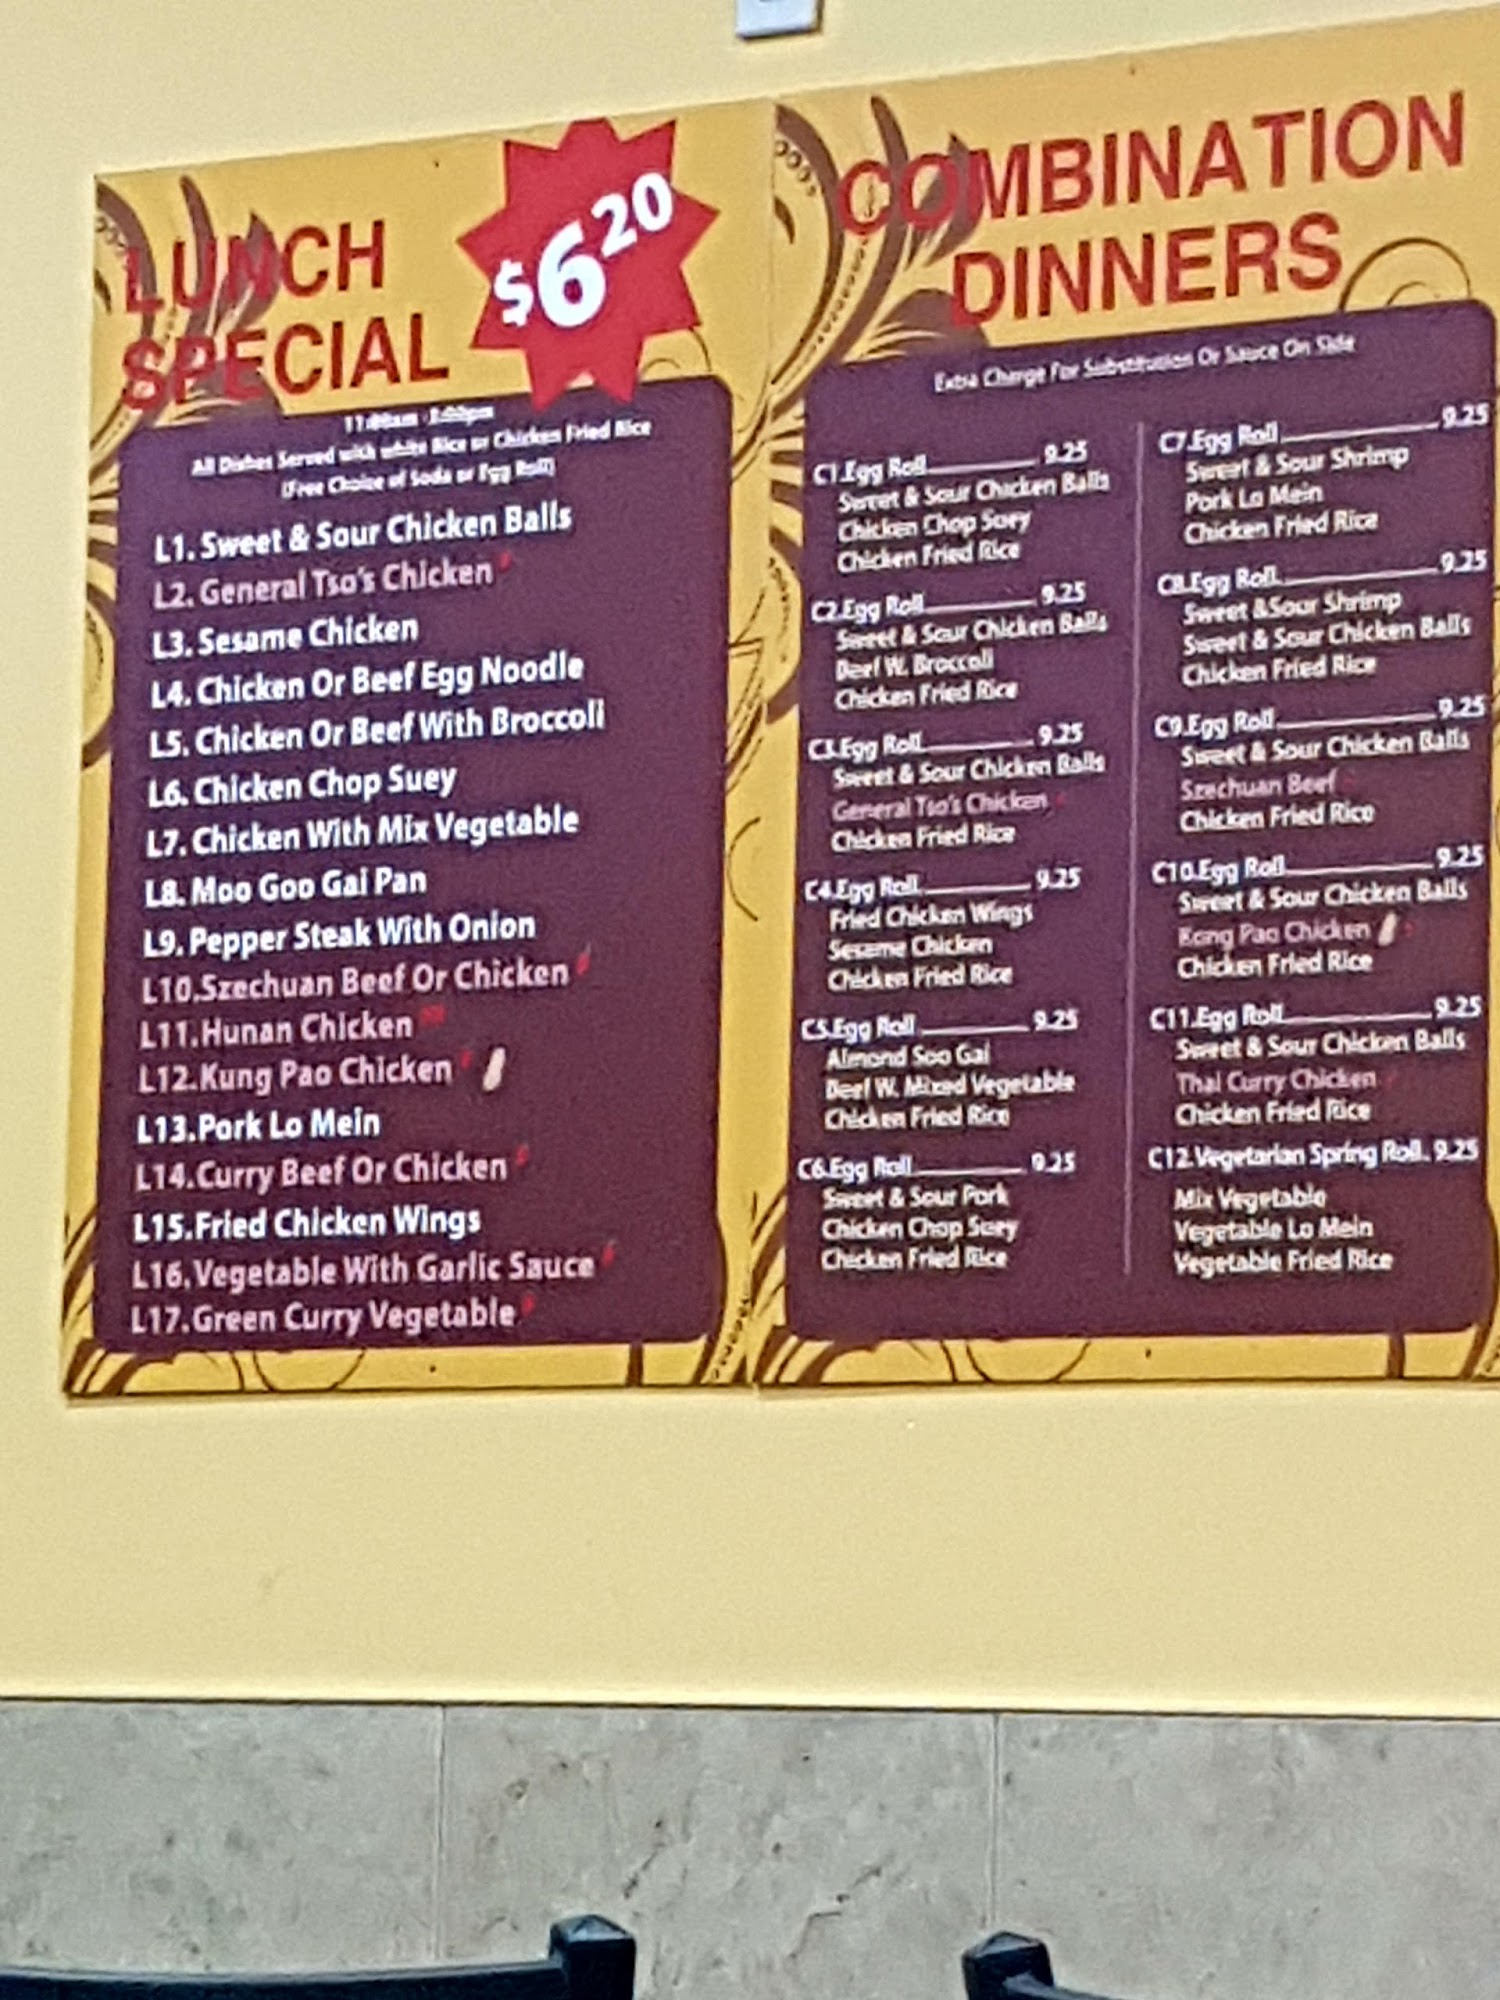 LUNCH
SPECIAL
$6.20
11:00am
All Dishes Served with white Rice or Chicken Fried Rice
(Free Choice of Soda or Egg Roll)
L1. Sweet & Sour Chicken Balls
L2. General Tso's Chicken
L3. Sesame Chicken
L4. Chicken Or Beef Egg Noodle
L5. Chicken Or Beef With Broccoli
L6. Chicken Chop Suey
L7. Chicken With Mix Vegetable
L8. Moo Goo Gai Pan
L9. Pepper Steak With Onion
L10.Szechuan Beef Or Chicken
L11.Hunan Chicken
L12.Kung Pao Chicken
L13.Pork Lo Mein
L14.Curry Beef Or Chicken
L15.Fried Chicken Wings
L16.Vegetable With Garlic Sauce
L17.Green Curry Vegetable
COMBINATION
DINNERS
Extra Charge For Substitution Or Sauce On Side
C1.Egg Roll 9.25
Sweet & Sour Chicken Balls
Chicken Chop Suey
Chicken Fried Rice
C2.Egg Roll 9.25
Sweet & Sour Chicken Balls
Beef W. Broccoli
Chicken Fried Rice
C3.Egg Roll 9.25
Sweet & Sour Chicken Balls
General Tso's Chicken
Chicken Fried Rice
C4.Egg Roll 9.25
Fried Chicken Wings
Sesame Chicken
Chicken Fried Rice
C5.Egg Roll 9.25
Almond Soo Gai
Beef W. Mixed Vegetable
Chicken Fried Rice
C6.Egg Roll 9.25
Sweet & Sour Pork
Chicken Chop Suey
Chicken Fried Rice
C7.Egg Roll 9.25
Sweet & Sour Shrimp
Pork Lo Mein
Chicken Fried Rice
C8.Egg Roll 9.25
Sweet &Sour Shrimp
Sweet & Sour Chicken Balls
Chicken Fried Rice
C9.Egg Roll 9.25
Sweet & Sour Chicken Balls
Szechuan Beef
Chicken Fried Rice
C10.Egg Roll 9.25
Sweet & Sour Chicken Balls
Kong Pao Chicken
Chicken Fried Rice
C11.Egg Roll 9.25
Sweet & Sour Chicken Balls
Thai Curry Chicken
Chicken Fried Rice
C12.Vegetarian Spring Roll. 9.25
Mix Vegetable
Vegetable Lo Mein
Vegetable Fried Rice